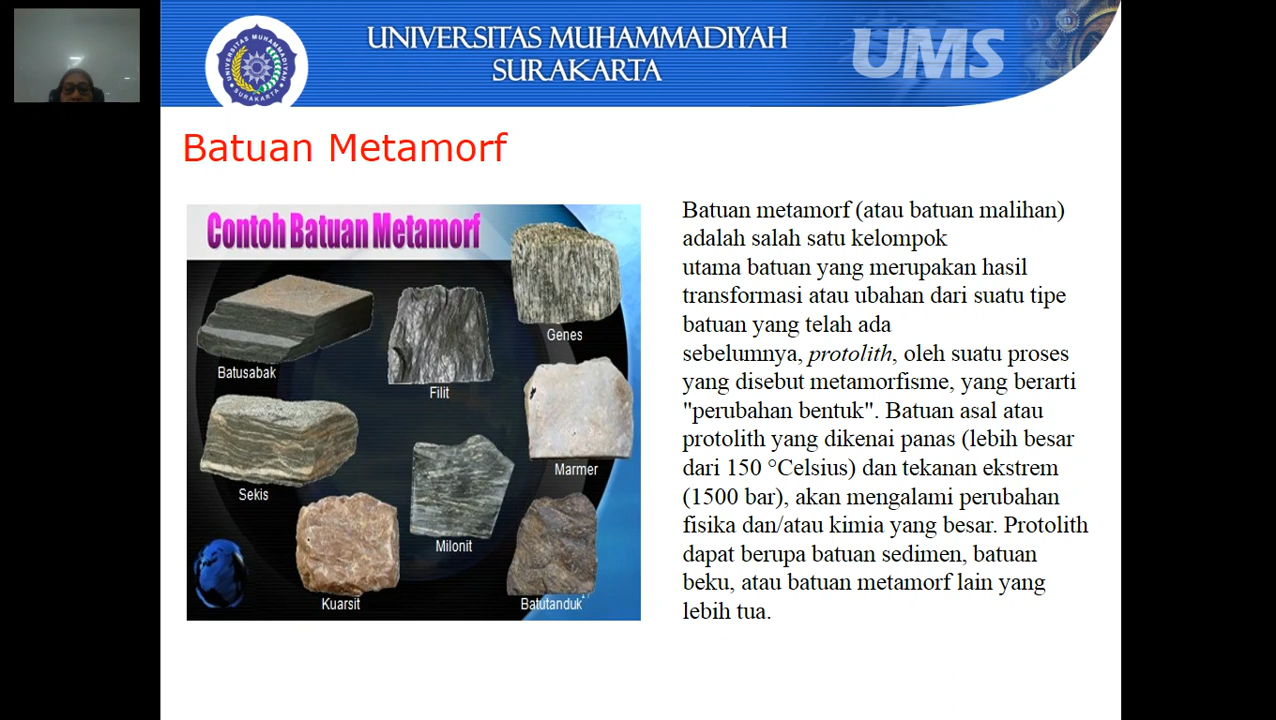 UNIVERSITAS MUHAMMADIYAH
SURAKARTA
UMS
UNIVERSITAS MUHAMMADIYAH
SURAKARTA
Batuan Metamorf
Contoh Batuan Metamorf
Genes
Batusabak
Filit
Marmer
Sekis
Milonit
Kuarsit
Batutanduk
Batuan metamorf (atau batuan malihan)
adalah salah satu kelompok
utama batuan yang merupakan hasil
transformasi atau ubahan dari suatu tipe
batuan yang telah ada
sebelumnya, protolith, oleh suatu proses
yang disebut metamorfisme, yang berarti
"perubahan bentuk". Batuan asal atau
protolith yang dikenai panas (lebih besar
dari 150 °Celsius) dan tekanan ekstrem
(1500 bar), akan mengalami perubahan
fisika dan/atau kimia yang besar. Protolith
dapat berupa batuan sedimen, batuan
beku, atau batuan metamorf lain yang
lebih tua.